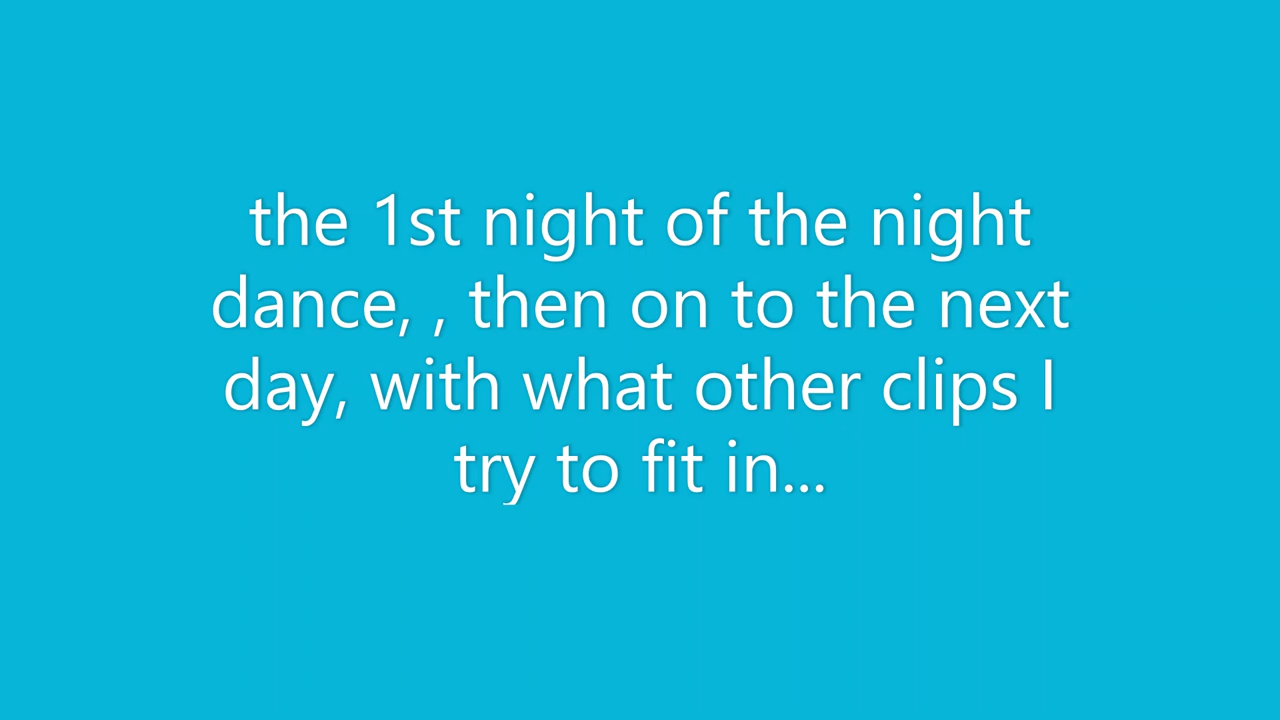 the 1st night of the night
dance, , then on to the next
day, with what other clips I
try to fit in...